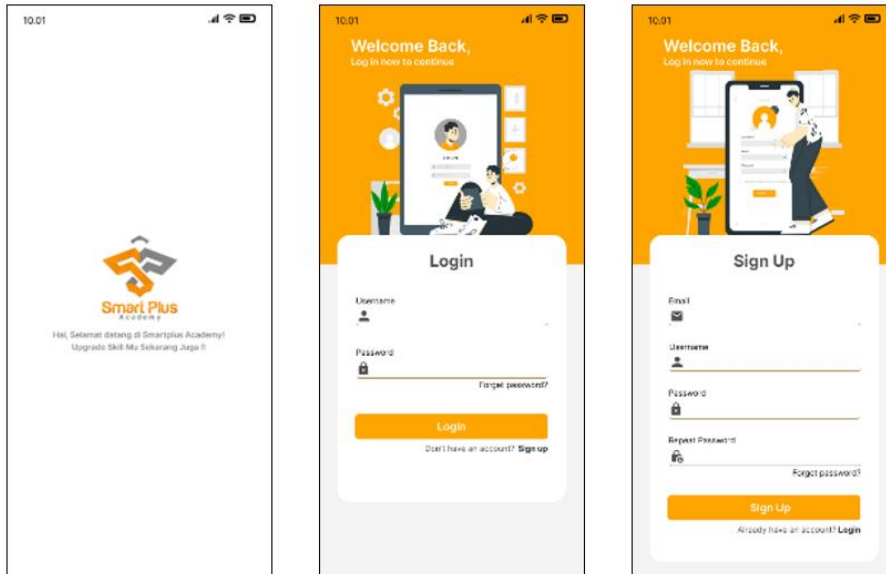 10.01
Smart Plus
Academy
Hai, Selamat datang di Smartplus Academy!
Upgrade Skill Mu Sekarang Juga !!
10.01
Welcome Back,
Log in now to continue
Login
Username
Password
Forget password?
Login
Don't have an account? Sign up
10.01
Welcome Back,
Log in now to continue
Sign Up
Email
Username
Password
Repeat Password
Forget password?
Sign Up
Already have an account? Login